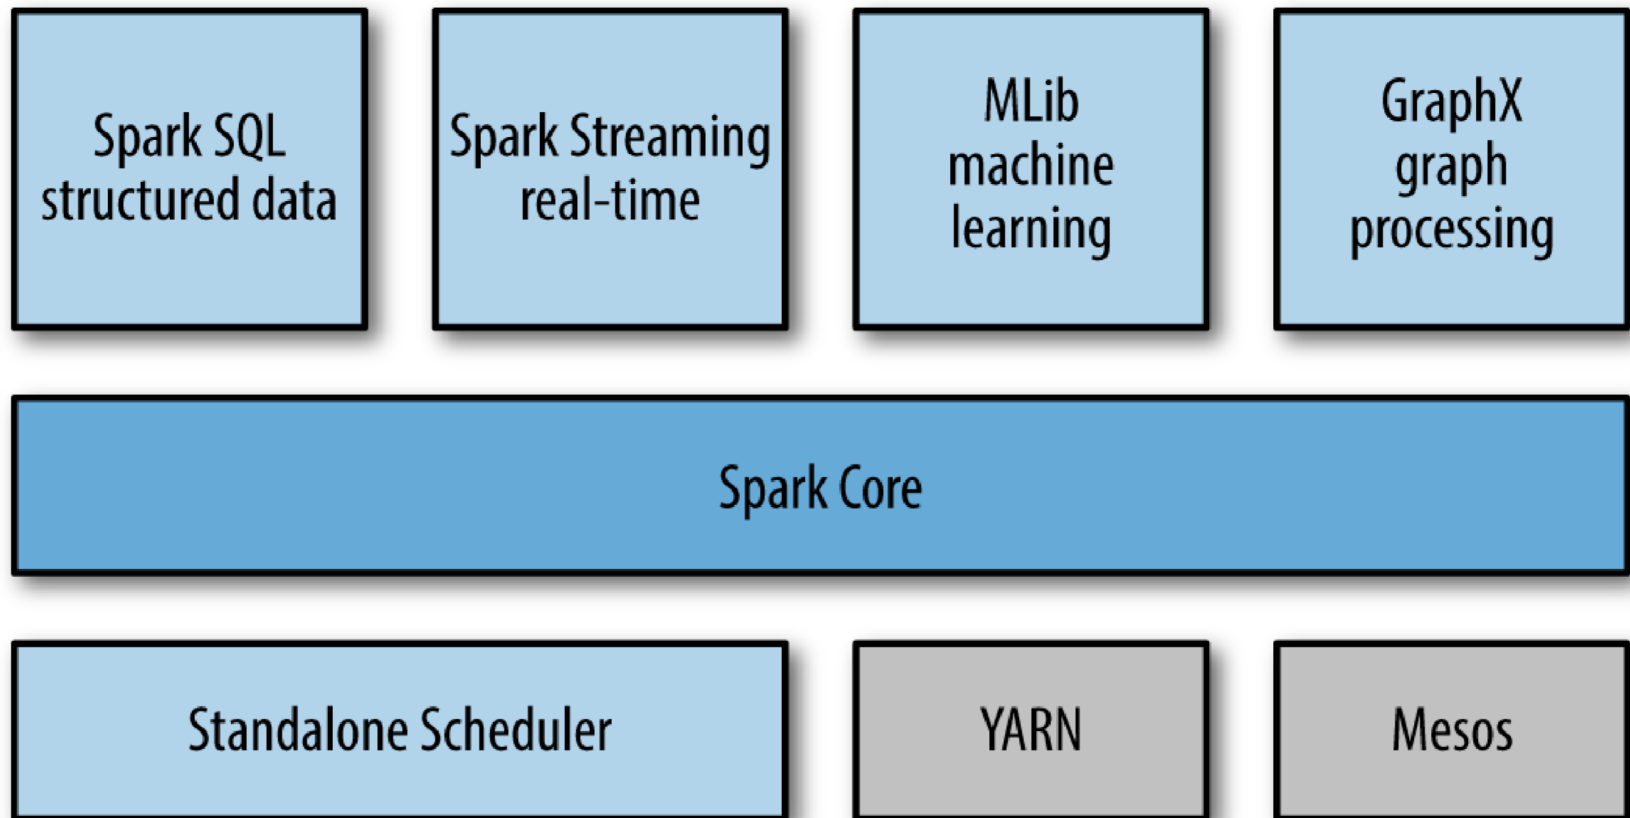 Spark SQL
structured data
Spark Streaming
real-time
MLib
machine
learning
GraphX
graph
processing
Spark Core
Standalone Scheduler
YARN
Mesos